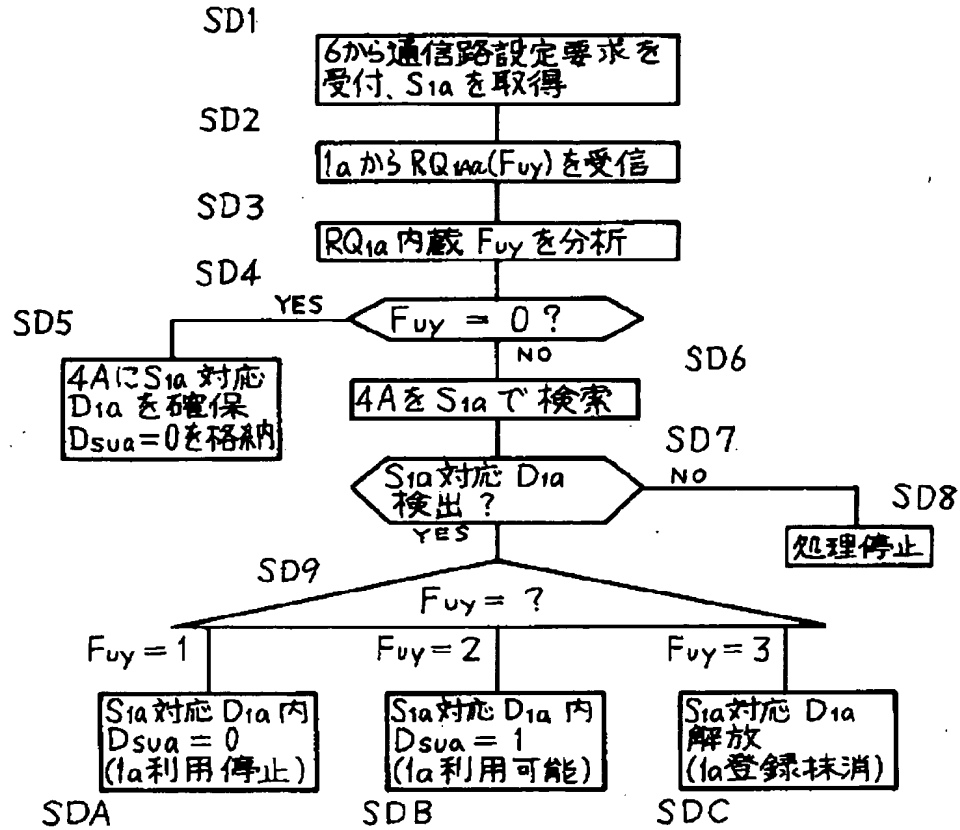 SD1
6から通信路設定要求を
受付、S1aを取得
SD2
1aからRQ1Aa(Fuy)を受信
SD3
RQ1a内蔵 Fuyを分析
SD4
YES
Fuy = 0 ?
SD5
NO
SD6
4AにS1a対応
D1aを確保
Dsua=0を格納
4AをS1aで検索
SD7
S1a対応 D1a
検出 ?
NO
SD8
YES
処理停止
SD9
Fuy = ?
Fuy = 1
Fuy = 2
Fuy = 3
S1a対応 D1a内
Dsua = 0
(1a利用停止)
S1a対応 D1a内
Dsua = 1
(1a利用可能)
S1a対応 D1a
解放
(1a登録抹消)
SDA
SDB
SDC